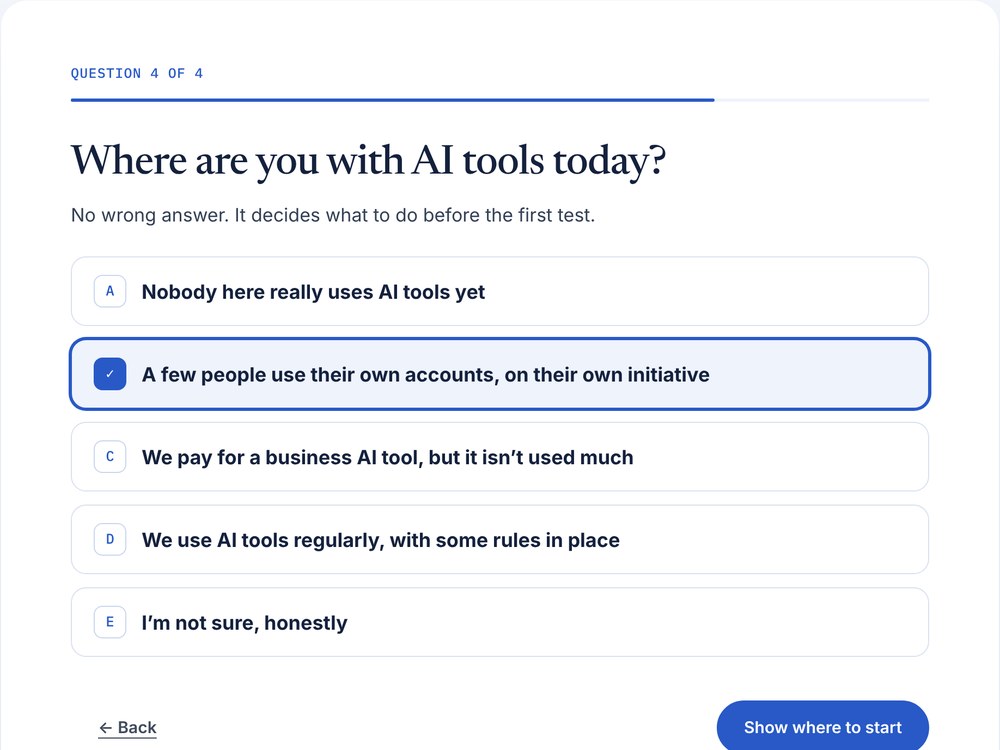 QUESTION 4 OF 4
Where are you with AI tools today?
No wrong answer. It decides what to do before the first test.
A Nobody here really uses AI tools yet
✓ A few people use their own accounts, on their own initiative
C We pay for a business AI tool, but it isn’t used much
D We use AI tools regularly, with some rules in place
E I’m not sure, honestly
← Back
Show where to start